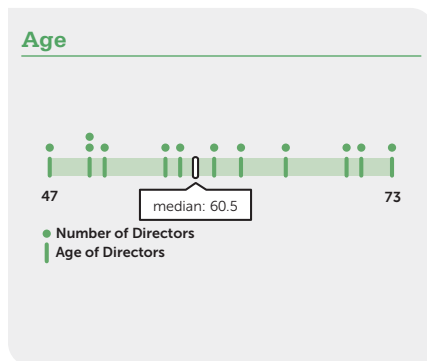 Age
47
73
median: 60.5
Number of Directors
Age of Directors